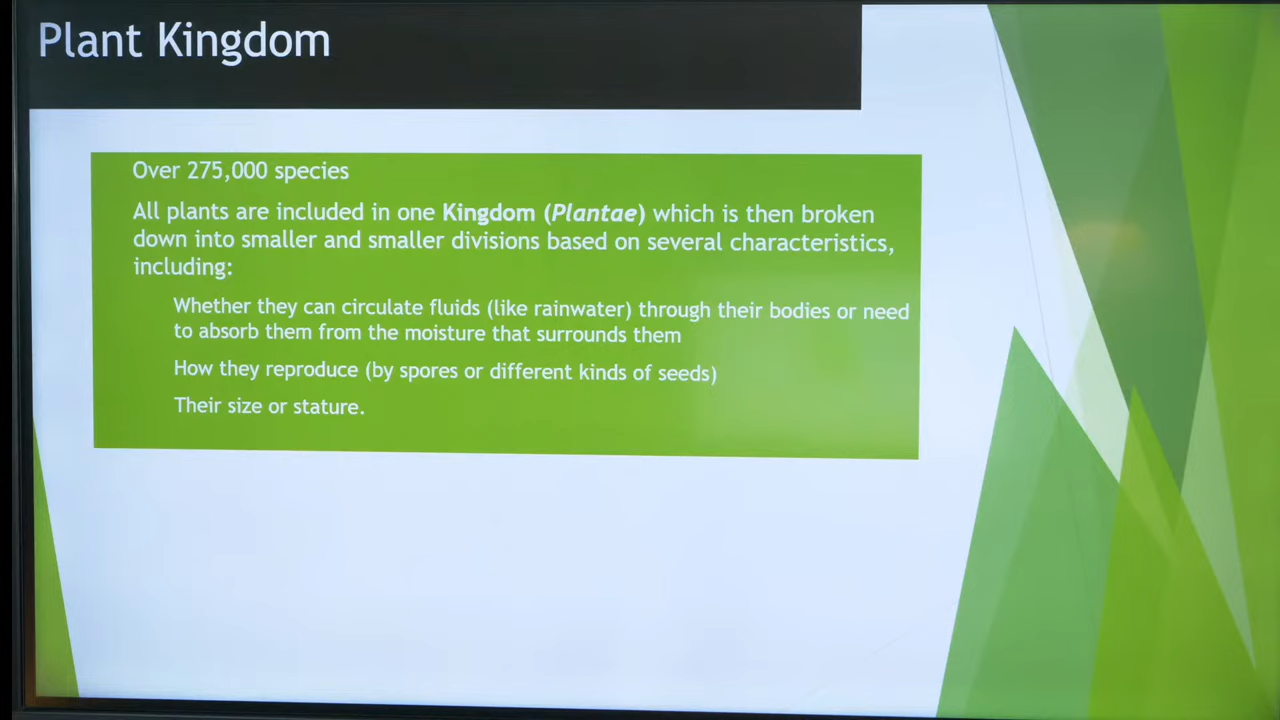 Plant Kingdom
Over 275,000 species
All plants are included in one Kingdom (Plantae) which is then broken
down into smaller and smaller divisions based on several characteristics,
including:
Whether they can circulate fluids (like rainwater) through their bodies or need
to absorb them from the moisture that surrounds them
How they reproduce (by spores or different kinds of seeds)
Their size or stature.